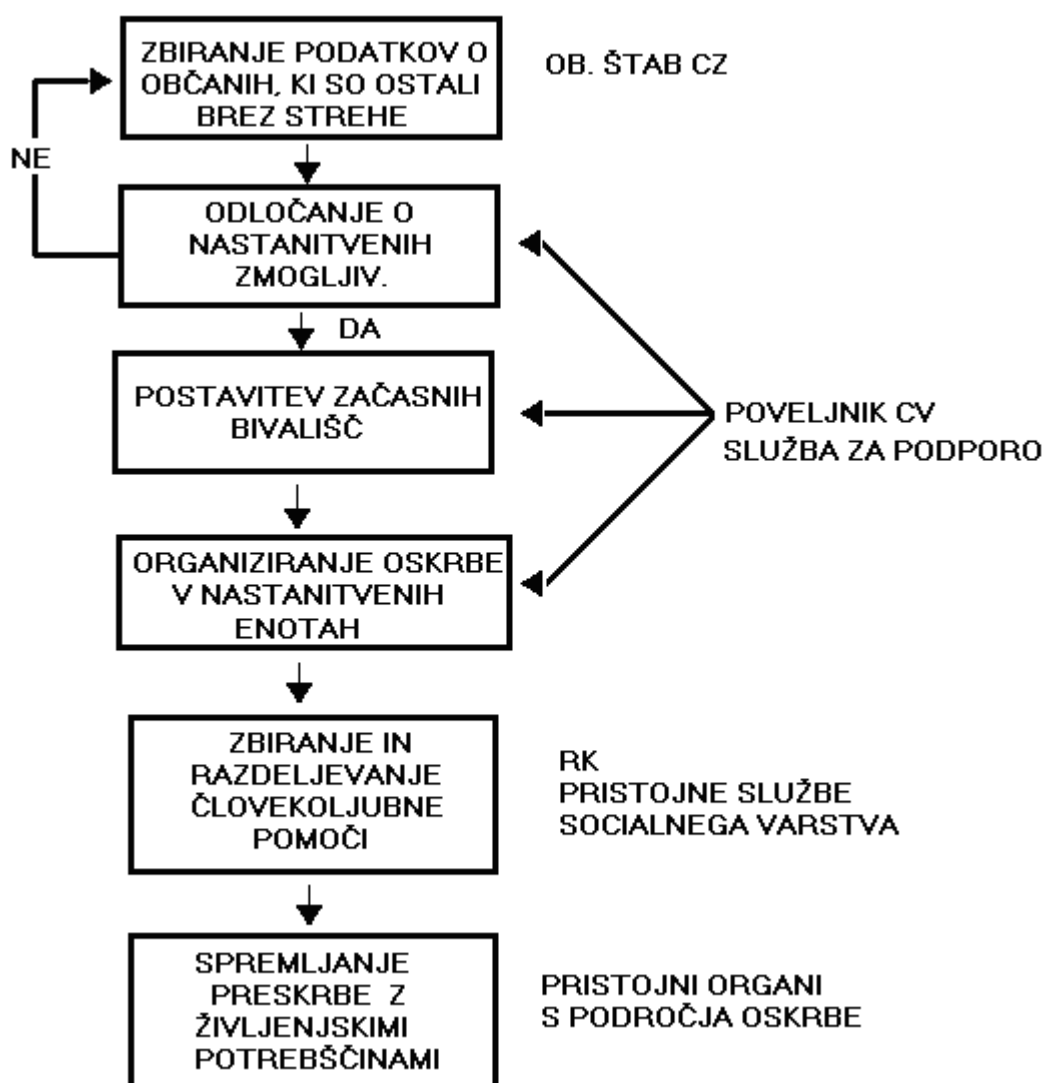 ZBIRANJE PODATKOV O
OBČANIH, KI SO OSTALI
BREZ STREHE
OB. ŠTAB CZ
NE
ODLOČANJE O
NASTANITVENIH
ZMOGLJIV.
DA
POSTAVITEV ZAČASNIH
BIVALIŠČ
POVELJNIK CV
SLUŽBA ZA PODPORO
ORGANIZIRANJE OSKRBE
V NASTANITVENIH
ENOTAH
ZBIRANJE IN
RAZDELJEVANJE
ČLOVEKOLJUBNE
POMOČI
RK
PRISTOJNE SLUŽBE
SOCIALNEGA VARSTVA
SPREMLJANJE
PRESKRBE Z
ŽIVLJENJSKIMI
POTREBŠČINAMI
PRISTOJNI ORGANI
S PODROČJA OSKRBE